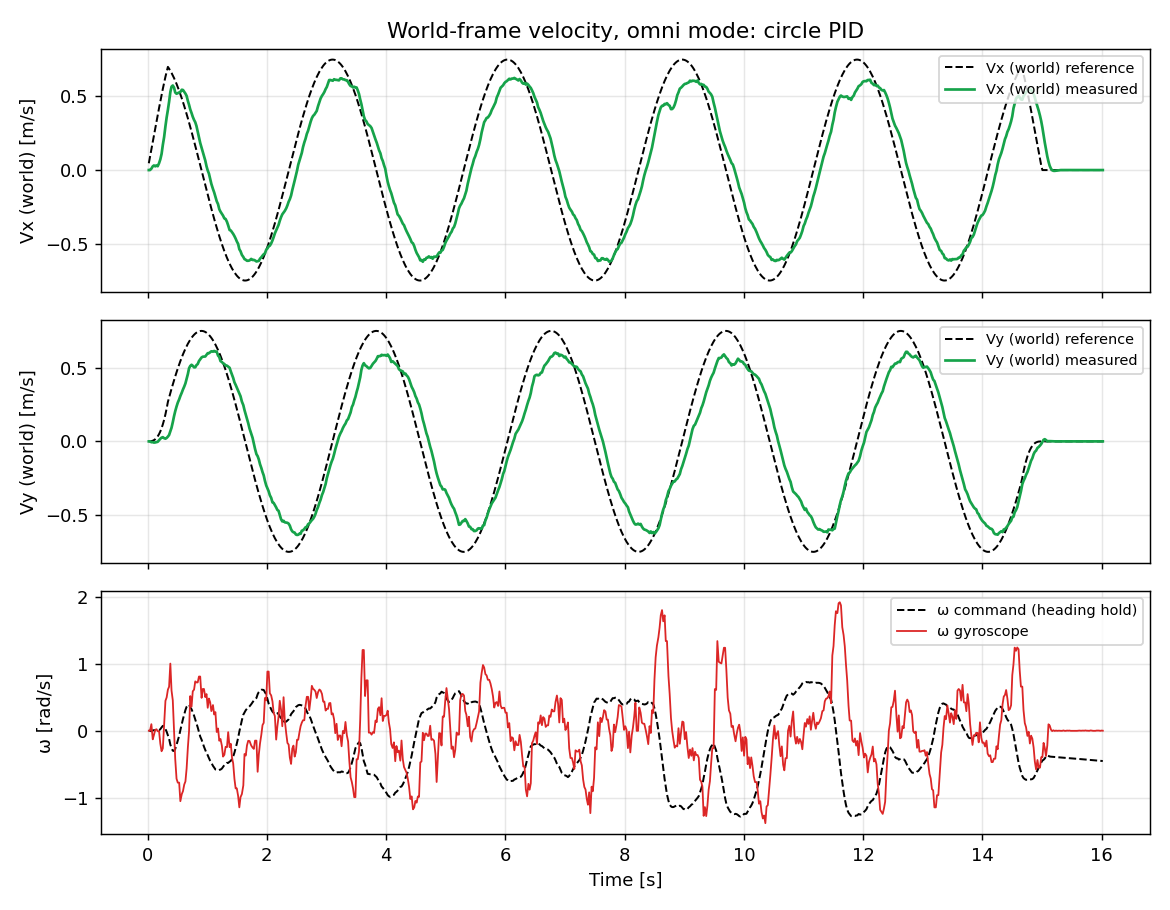 World-frame velocity, omni mode: circle PID
Vx (world) [m/s]
0.5
0.0
−0.5
Vx (world) reference
Vx (world) measured
Vy (world) [m/s]
0.5
0.0
−0.5
Vy (world) reference
Vy (world) measured
ω [rad/s]
2
1
0
−1
ω command (heading hold)
ω gyroscope
0 2 4 6 8 10 12 14 16
Time [s]